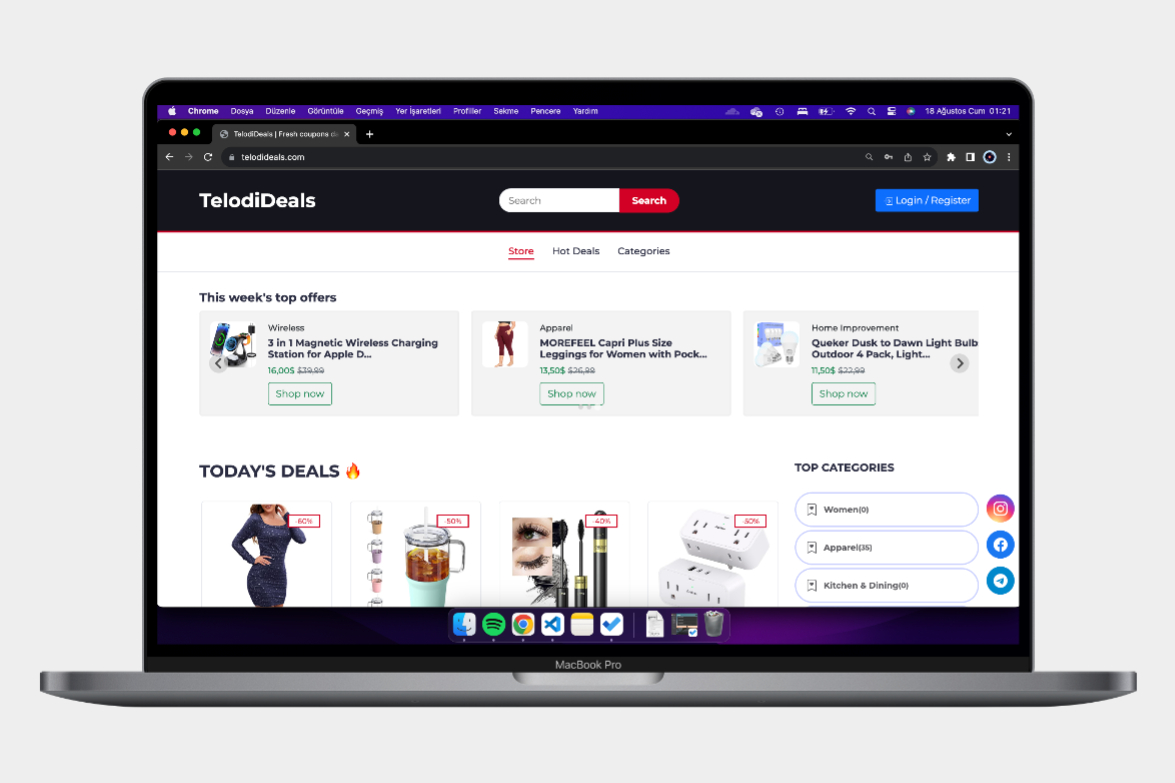 Chrome Dosya Düzenle Görüntüle Geçmiş Yer İşaretleri Profiller Sekme Pencere Yardım 18 Ağustos Cum 01:21
TelodiDeals | Fresh coupons de
telodideals.com
TelodiDeals
Search
Search
Login / Register
Store Hot Deals Categories
This week's top offers
Wireless
3 in 1 Magnetic Wireless Charging
Station for Apple D...
16,00$ $39,99
Shop now
Apparel
MOREFEEL Capri Plus Size
Leggings for Women with Pock...
13,50$ $26,99
Shop now
Home Improvement
Queker Dusk to Dawn Light Bulb
Outdoor 4 Pack, Light...
11,50$ $22,99
Shop now
TODAY'S DEALS 🔥
-60%
-50%
-40%
-50%
TOP CATEGORIES
Women(0)
Apparel(35)
Kitchen & Dining(0)
MacBook Pro